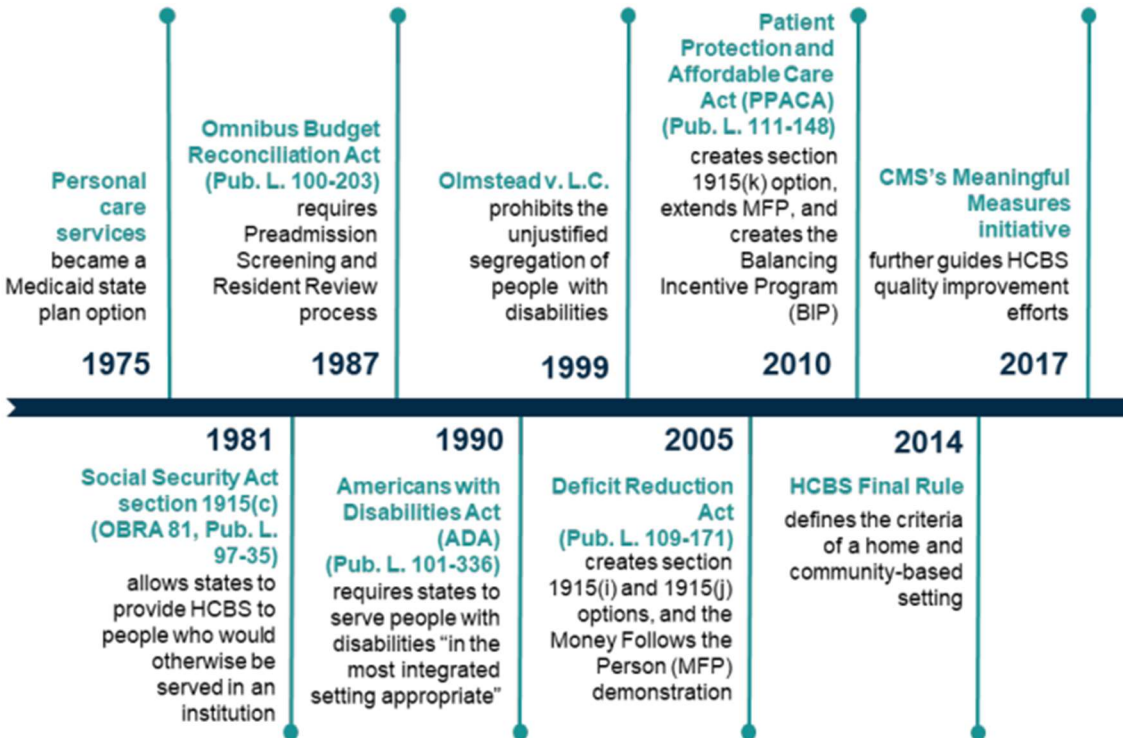 Personal
care
services
became a
Medicaid state
plan option
1975
Omnibus Budget
Reconciliation Act
(Pub. L. 100-203)
requires
Preadmission
Screening and
Resident Review
process
1987
Olmstead v. L.C.
prohibits the
unjustified
segregation of
people with
disabilities
1999
Patient
Protection and
Affordable Care
Act (PPACA)
(Pub. L. 111-148)
creates section
1915(k) option,
extends MFP, and
creates the
Balancing
Incentive Program
(BIP)
2010
CMS's Meaningful
Measures
initiative
further guides HCBS
quality improvement
efforts
2017
1981
Social Security Act
section 1915(c)
(OBRA 81, Pub. L.
97-35)
allows states to
provide HCBS to
people who would
otherwise be
served in an
institution
1990
Americans with
Disabilities Act
(ADA)
(Pub. L. 101-336)
requires states to
serve people with
disabilities “in the
most integrated
setting appropriate”
2005
Deficit Reduction
Act
(Pub. L. 109-171)
creates section
1915(i) and 1915(j)
options, and the
Money Follows the
Person (MFP)
demonstration
2014
HCBS Final Rule
defines the criteria
of a home and
community-based
setting